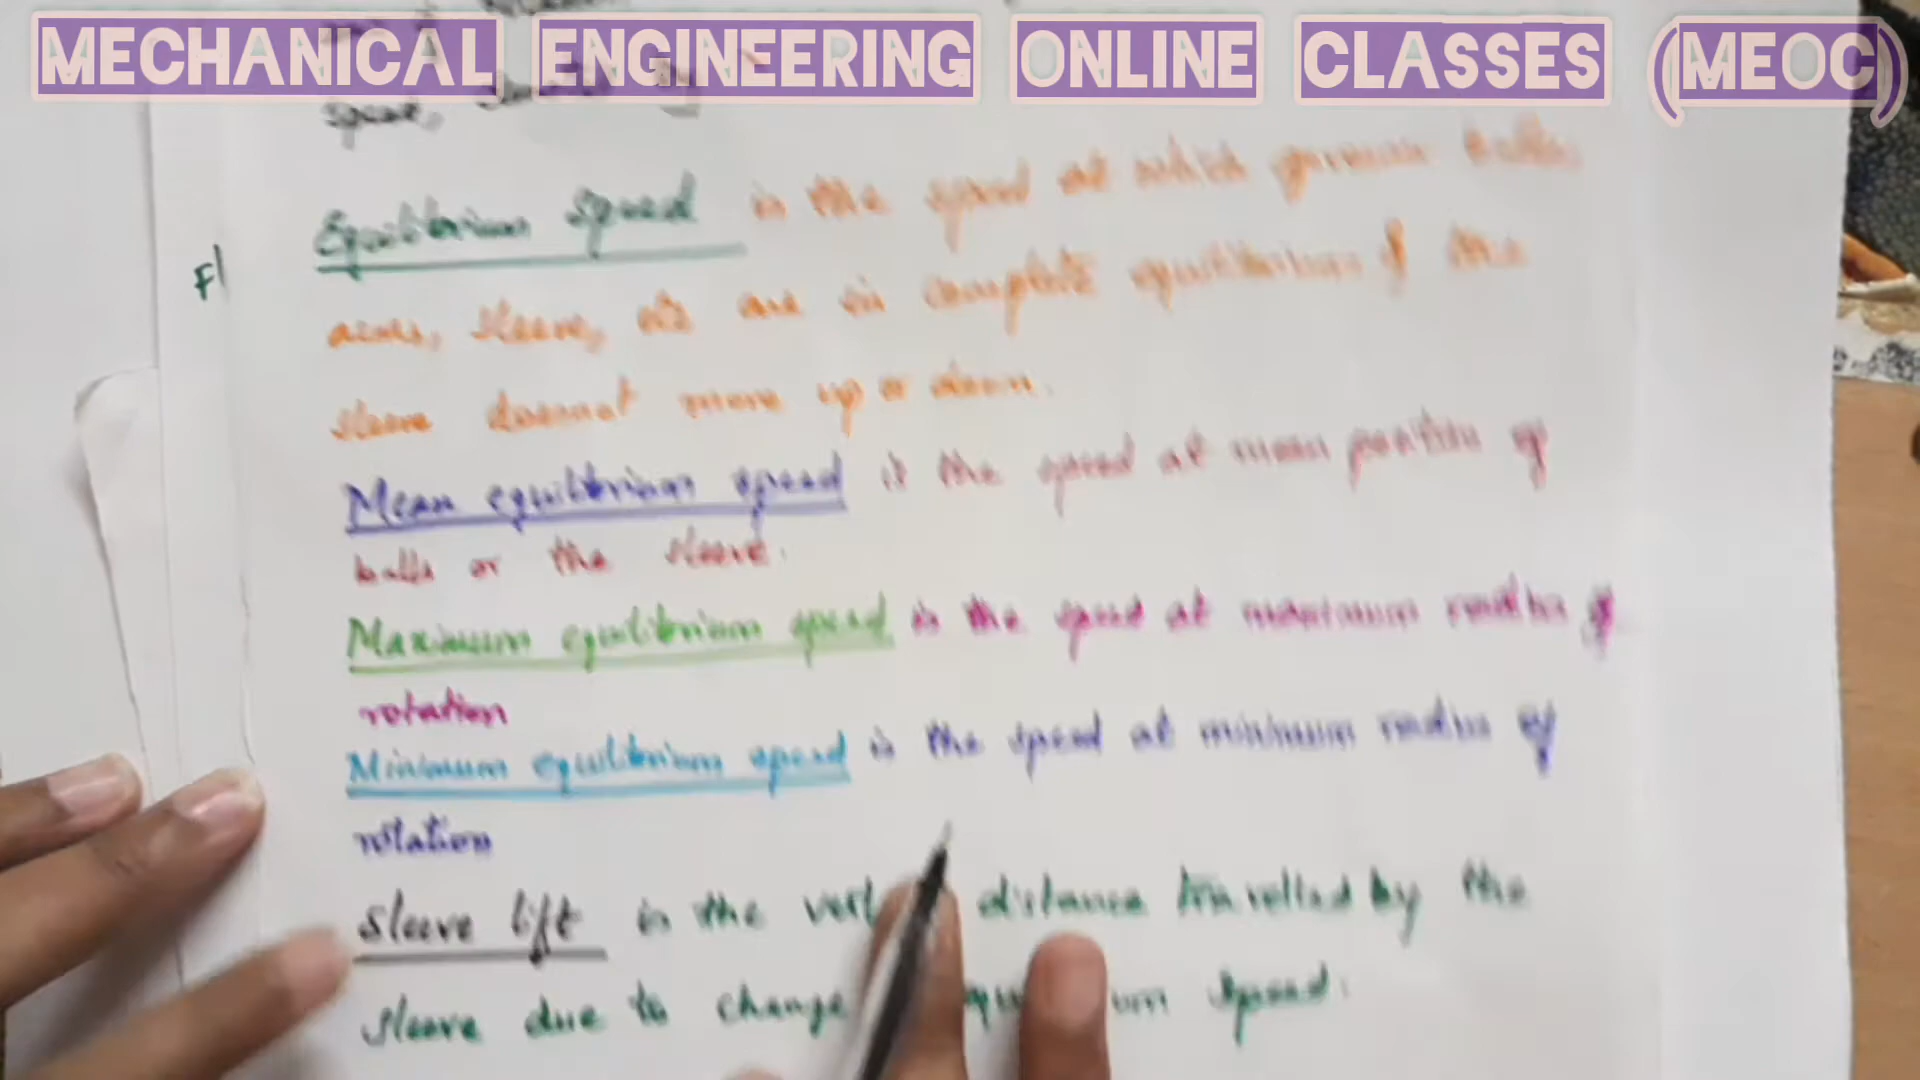 MECHANICAL ENGINEERING ONLINE CLASSES (MEOC)
Equilibrium Speed is the speed at which governor balls,
arms, sleeve, etc are in complete equilibrium & the
sleeve doesnot move up or down.
Mean equilibrium speed is the speed at mean position of
balls or the sleeve.
Maximum equilibrium speed is the speed at maximum radius of
rotation
Minimum equilibrium speed is the speed at minimum radius of
rotation
Sleeve lift is the distance travelled by the
sleeve due to change speed.